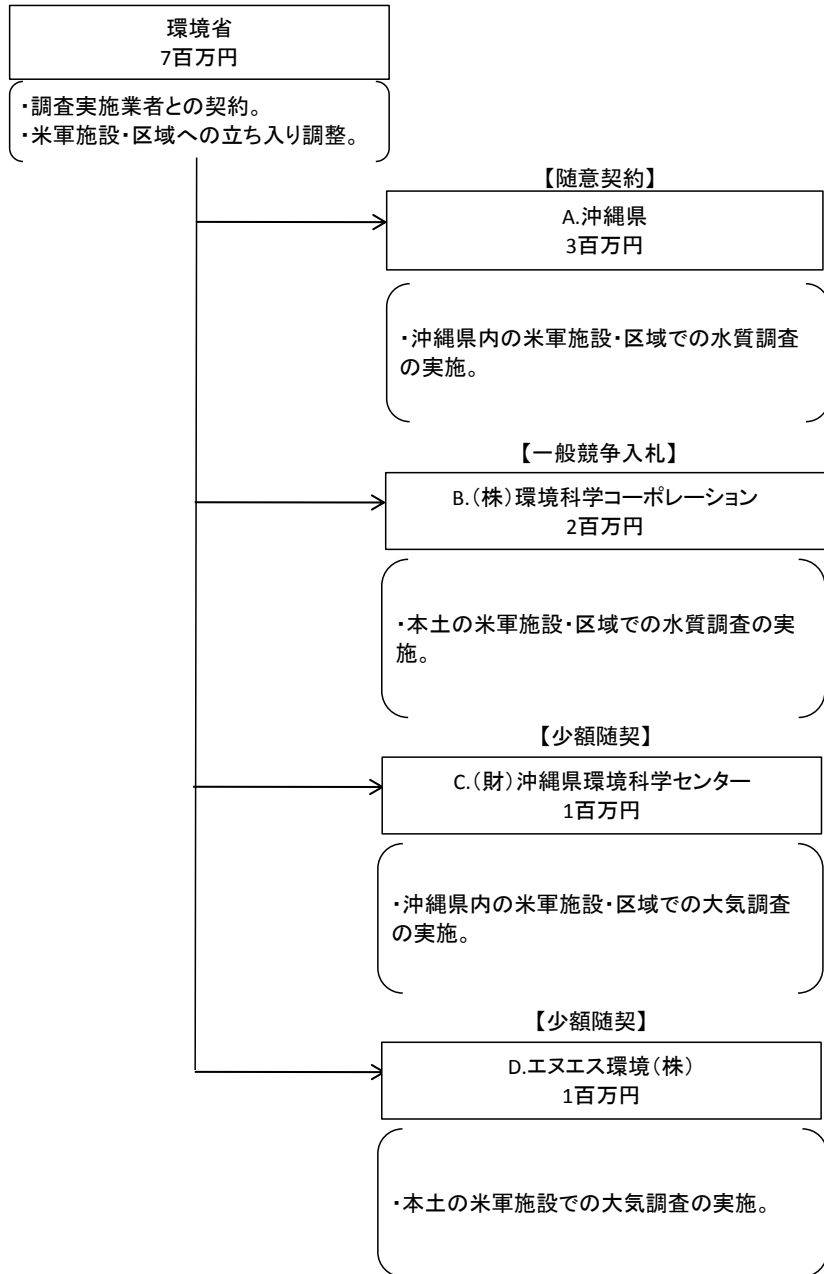 環境省
7百万円
・調査実施業者との契約。
・米軍施設・区域への立ち入り調整。
【随意契約】
A.沖縄県
3百万円
・沖縄県内の米軍施設・区域での水質調査
の実施。
【一般競争入札】
B.（株）環境科学コーポレーション
2百万円
・本土の米軍施設・区域での水質調査の実
施。
【少額随契】
C.（財）沖縄県環境科学センター
1百万円
・沖縄県内の米軍施設・区域での大気調査
の実施。
【少額随契】
D.エヌエス環境（株）
1百万円
・本土の米軍施設での大気調査の実施。